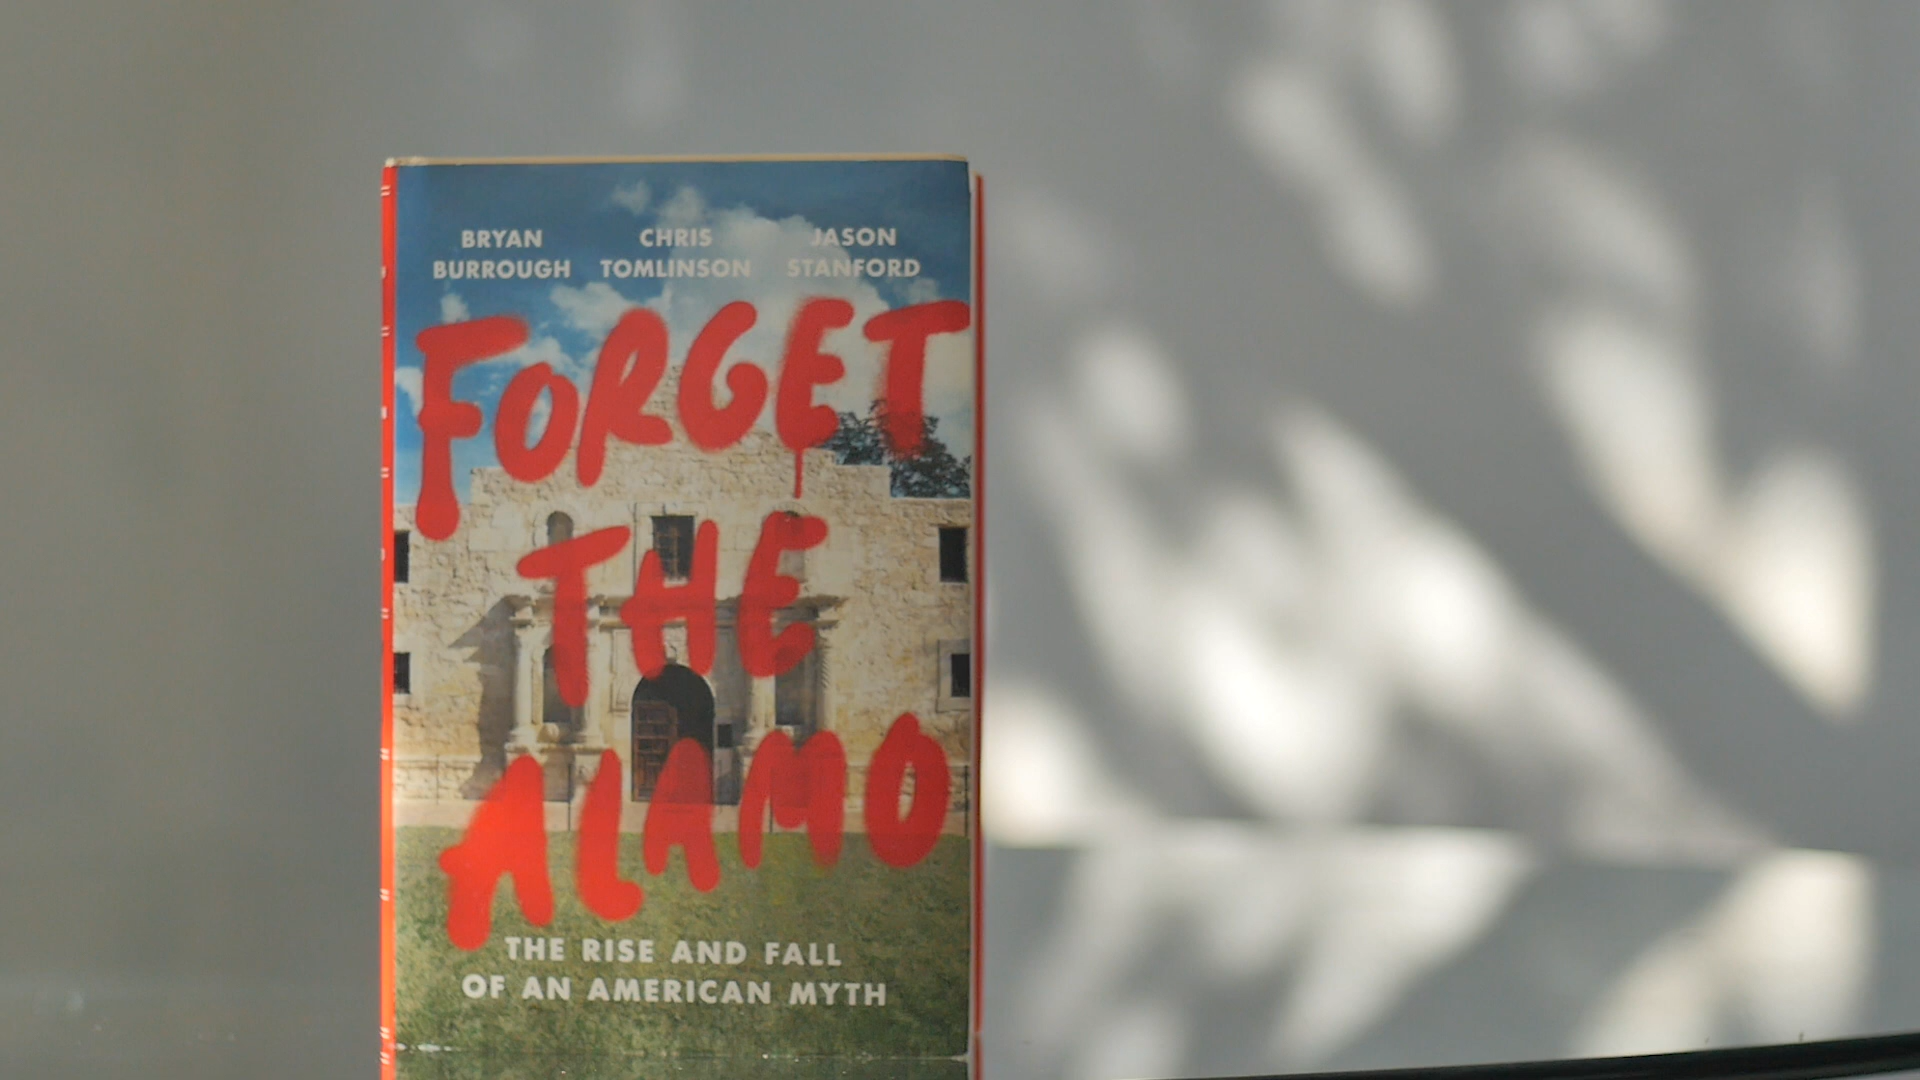 BRYAN BURROUGH
CHRIS TOMLINSON
JASON STANFORD
FORGET
THE
ALAMO
THE RISE AND FALL
OF AN AMERICAN MYTH